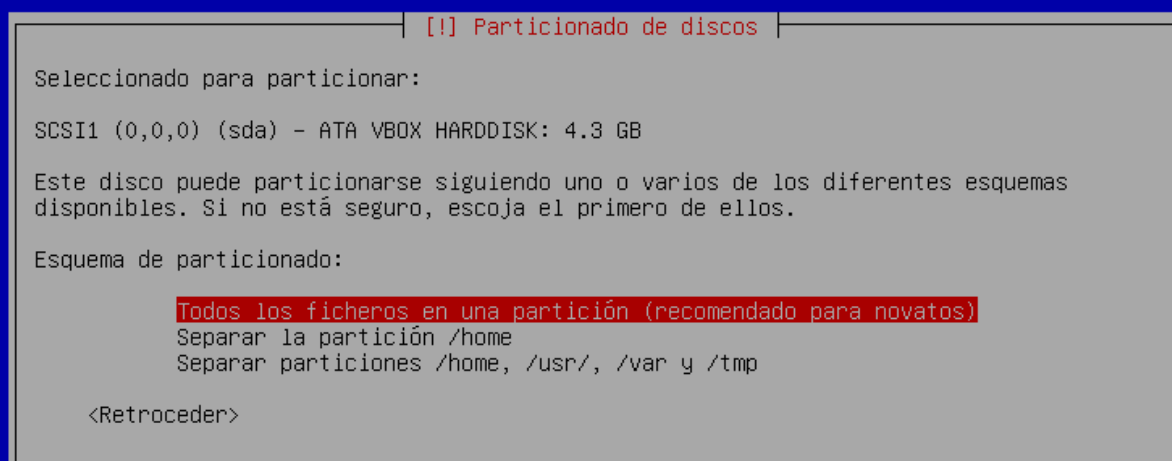 [!] Particionado de discos
Seleccionado para particionar:
SCSI1 (0,0,0) (sda) - ATA VBOX HARDDISK: 4.3 GB
Este disco puede particionarse siguiendo uno o varios de los diferentes esquemas
disponibles. Si no está seguro, escoja el primero de ellos.
Esquema de particionado:
Todos los ficheros en una partición (recomendado para novatos)
Separar la partición /home
Separar particiones /home, /usr/, /var y /tmp
<Retroceder>